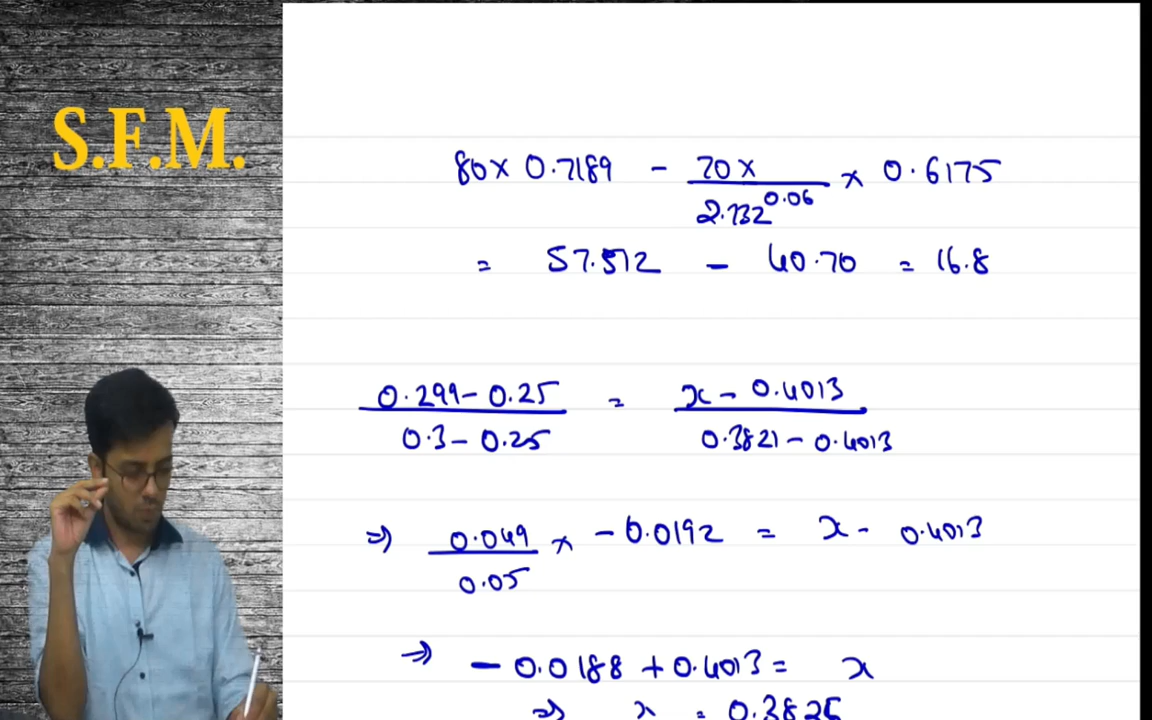 S.F.M.
80 x 0.7189 - 70 x / 2.732^0.06 x 0.6175
= 57.512 - 40.70 = 16.8
0.299 - 0.25 / 0.3 - 0.25 = x - 0.4013 / 0.3821 - 0.4013
⇒ 0.049 / 0.05 x - 0.0192 = x - 0.4013
⇒ - 0.0188 + 0.4013 = x
⇒ x = 0.3825